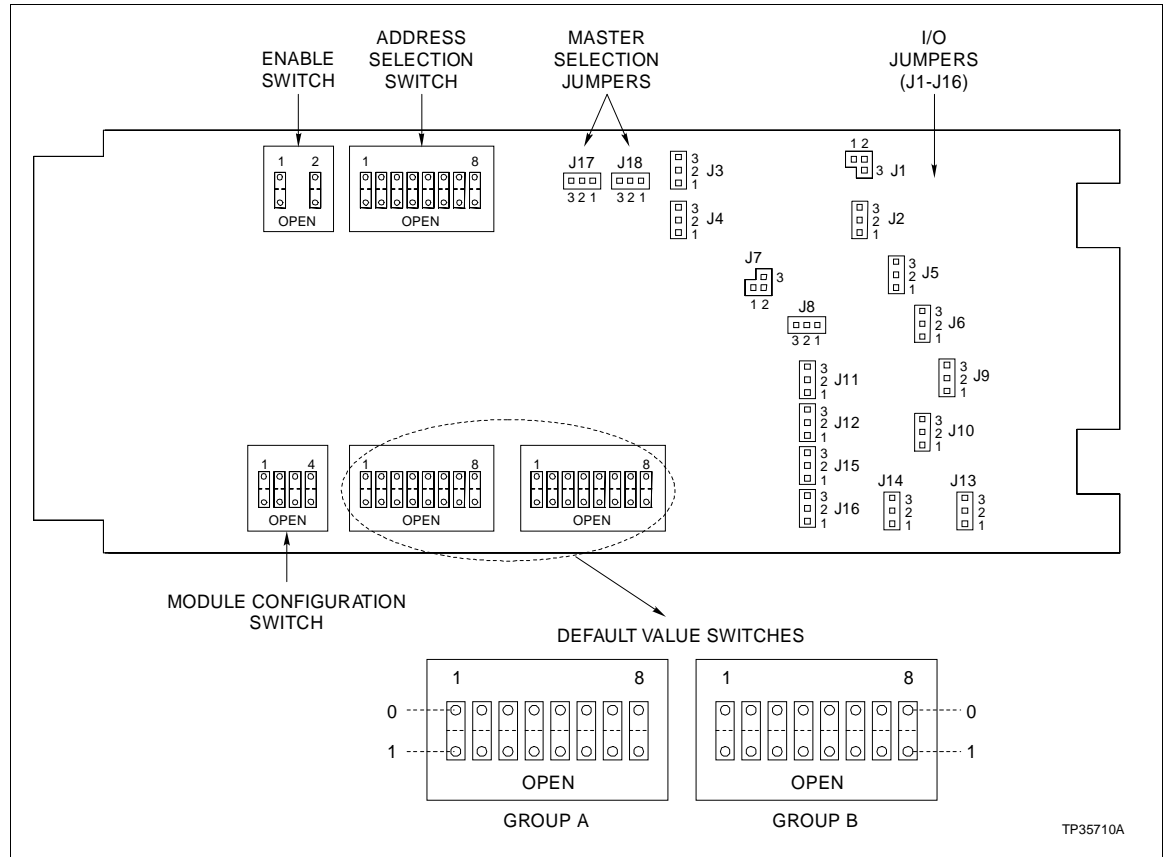 ENABLE
SWITCH
ADDRESS
SELECTION
SWITCH
MASTER
SELECTION
JUMPERS
I/O
JUMPERS
(J1-J16)
1 2
OPEN
1 8
OPEN
J17
3 2 1
J18
3 2 1
3
2
1
J3
3
2
1
J4
1 2
3
J1
3
2
1
J2
J7
3
1 2
3
2
1
J5
J8
3 2 1
3
2
1
J6
3
2
1
J11
3
2
1
J9
3
2
1
J12
3
2
1
J10
3
2
1
J15
3
2
1
J16
J14
3
2
1
J13
3
2
1
1 4
OPEN
1 8
OPEN
1 8
OPEN
MODULE CONFIGURATION
SWITCH
DEFAULT VALUE SWITCHES
1 8
0
1
OPEN
GROUP A
1 8
0
1
OPEN
GROUP B
TP35710A